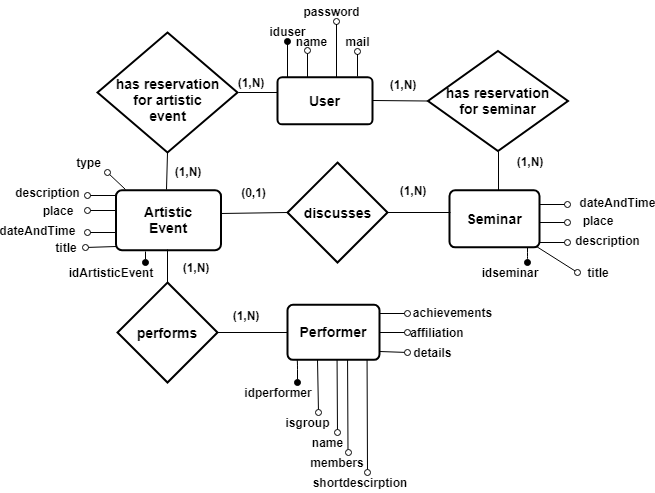 password
iduser
name
mail
has reservation
for artistic
event
(1,N)
User
(1,N)
has reservation
for seminar
(1,N)
(1,N)
type
description
place
dateAndTime
title
Artistic
Event
idArtisticEvent
(0,1)
discusses
(1,N)
Seminar
dateAndTime
place
description
title
idseminar
(1,N)
performs
(1,N)
Performer
achievements
affiliation
details
idperformer
isgroup
name
members
shortdescirption